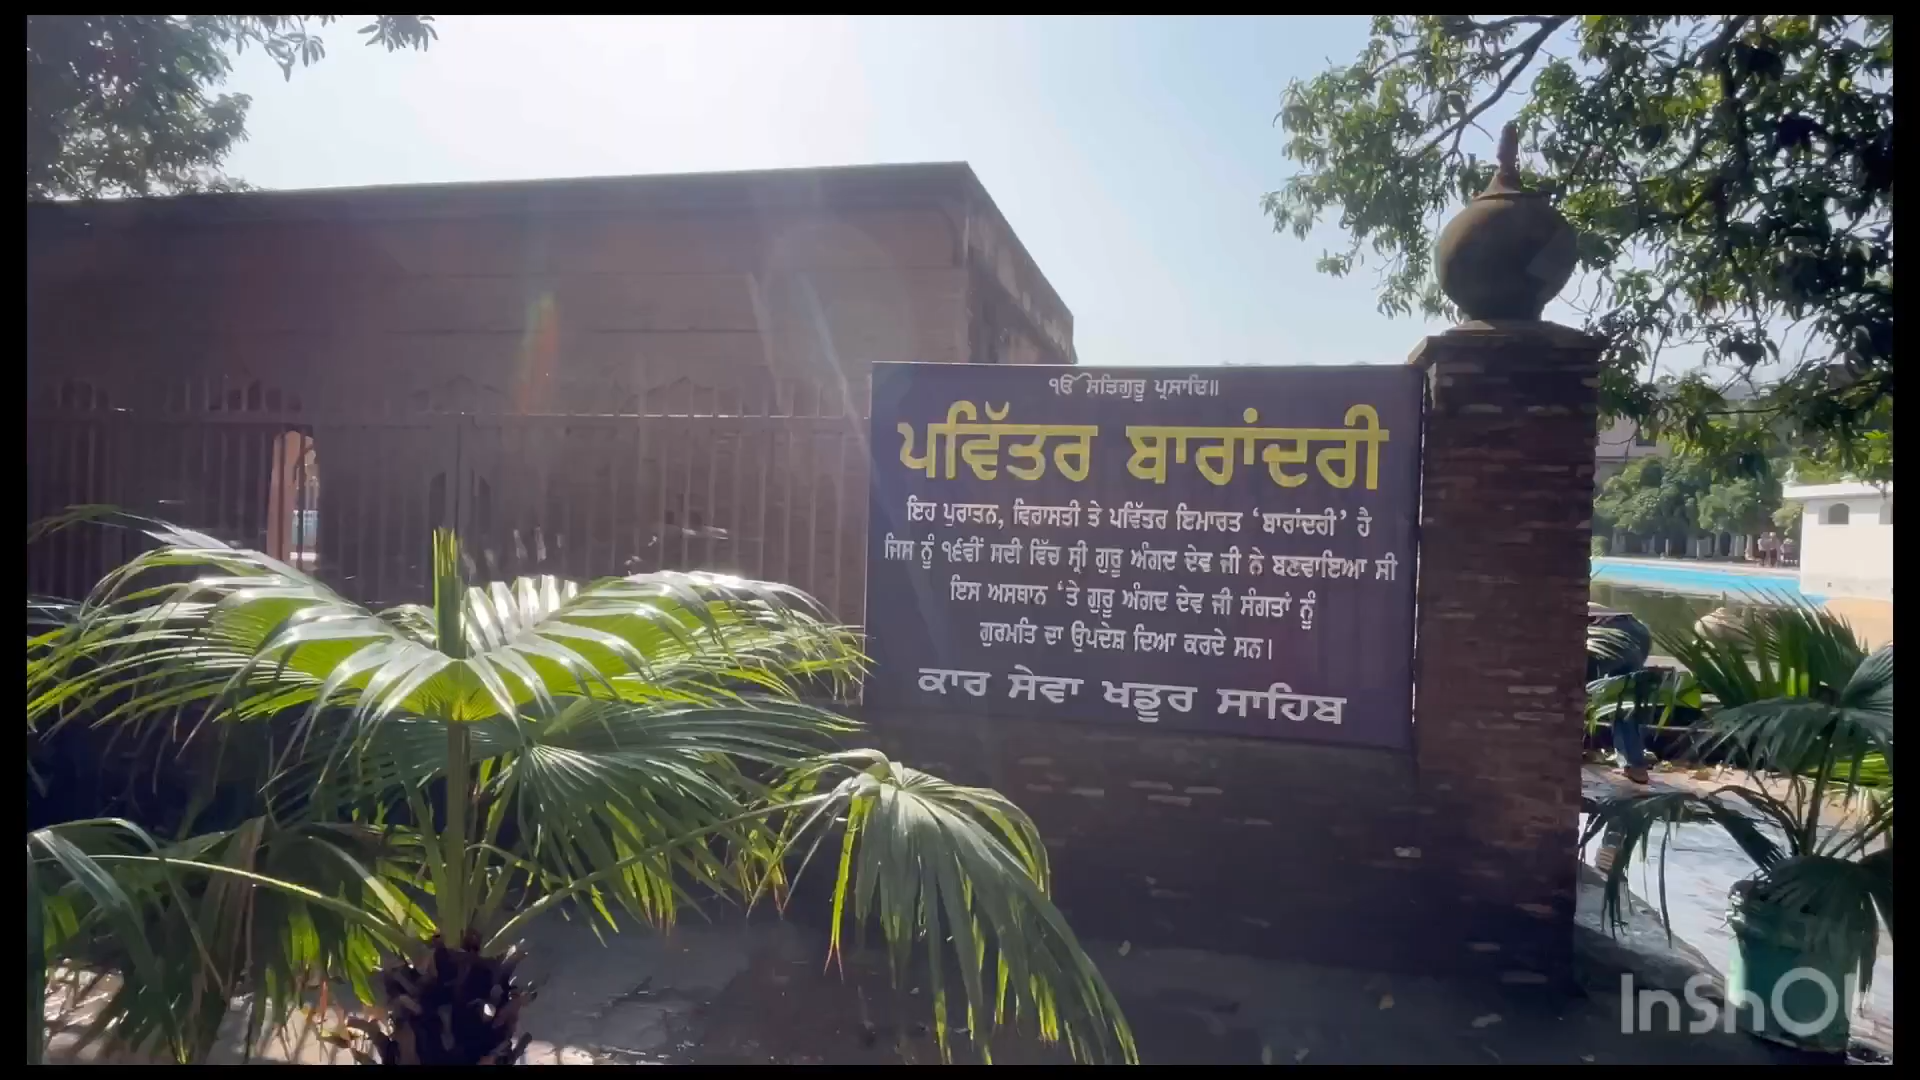 ੴ ਸਤਿਗੁਰੂ ਪ੍ਰਸਾਦਿ॥
ਪਵਿੱਤਰ ਬਾਰਾਂਦਰੀ
ਇਹ ਪੁਰਾਤਨ, ਵਿਰਾਸਤੀ ਤੇ ਪਵਿੱਤਰ ਇਮਾਰਤ ‘ਬਾਰਾਂਦਰੀ’ ਹੈ
ਜਿਸ ਨੂੰ ੧੬ਵੀਂ ਸਦੀ ਵਿੱਚ ਸ੍ਰੀ ਗੁਰੂ ਅੰਗਦ ਦੇਵ ਜੀ ਨੇ ਬਣਵਾਇਆ ਸੀ
ਇਸ ਅਸਥਾਨ ‘ਤੇ ਗੁਰੂ ਅੰਗਦ ਦੇਵ ਜੀ ਸੰਗਤਾਂ ਨੂੰ
ਗੁਰਮਤਿ ਦਾ ਉਪਦੇਸ਼ ਦਿਆ ਕਰਦੇ ਸਨ।
ਕਾਰ ਸੇਵਾ ਖਡੂਰ ਸਾਹਿਬ
InShOt